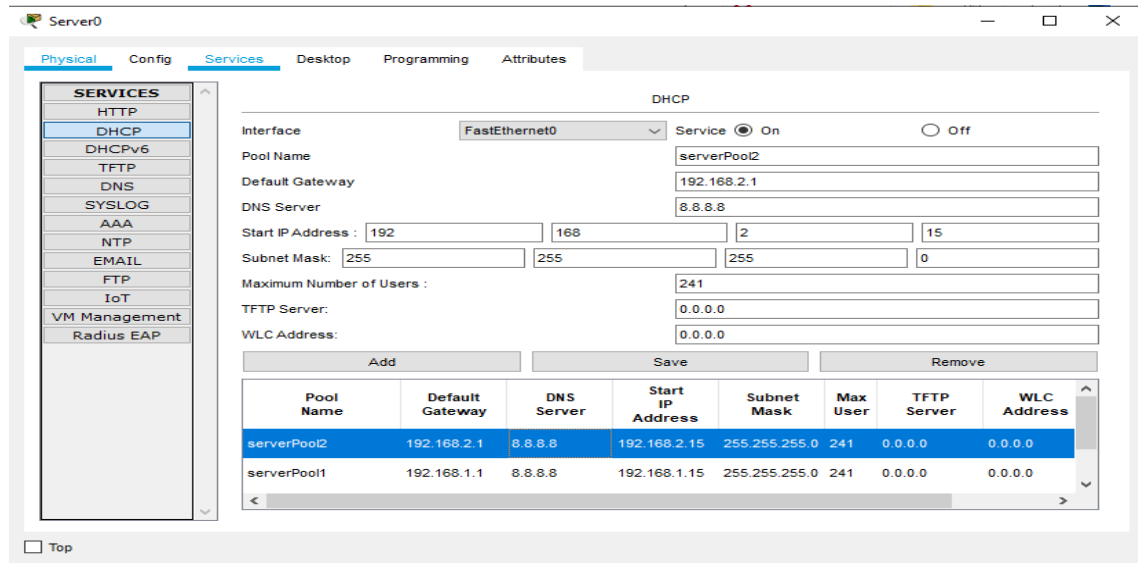 Server0
Physical Config Services Desktop Programming Attributes
SERVICES
HTTP
DHCP
DHCPv6
TFTP
DNS
SYSLOG
AAA
NTP
EMAIL
FTP
IoT
VM Management
Radius EAP
DHCP
Interface FastEthernet0 Service On Off
Pool Name serverPool2
Default Gateway 192.168.2.1
DNS Server 8.8.8.8
Start IP Address : 192 168 2 15
Subnet Mask: 255 255 255 0
Maximum Number of Users : 241
TFTP Server: 0.0.0.0
WLC Address: 0.0.0.0
Add Save Remove
Pool Name Default Gateway DNS Server Start IP Address Subnet Mask Max User TFTP Server WLC Address
serverPool2 192.168.2.1 8.8.8.8 192.168.2.15 255.255.255.0 241 0.0.0.0 0.0.0.0
serverPool1 192.168.1.1 8.8.8.8 192.168.1.15 255.255.255.0 241 0.0.0.0 0.0.0.0
Top